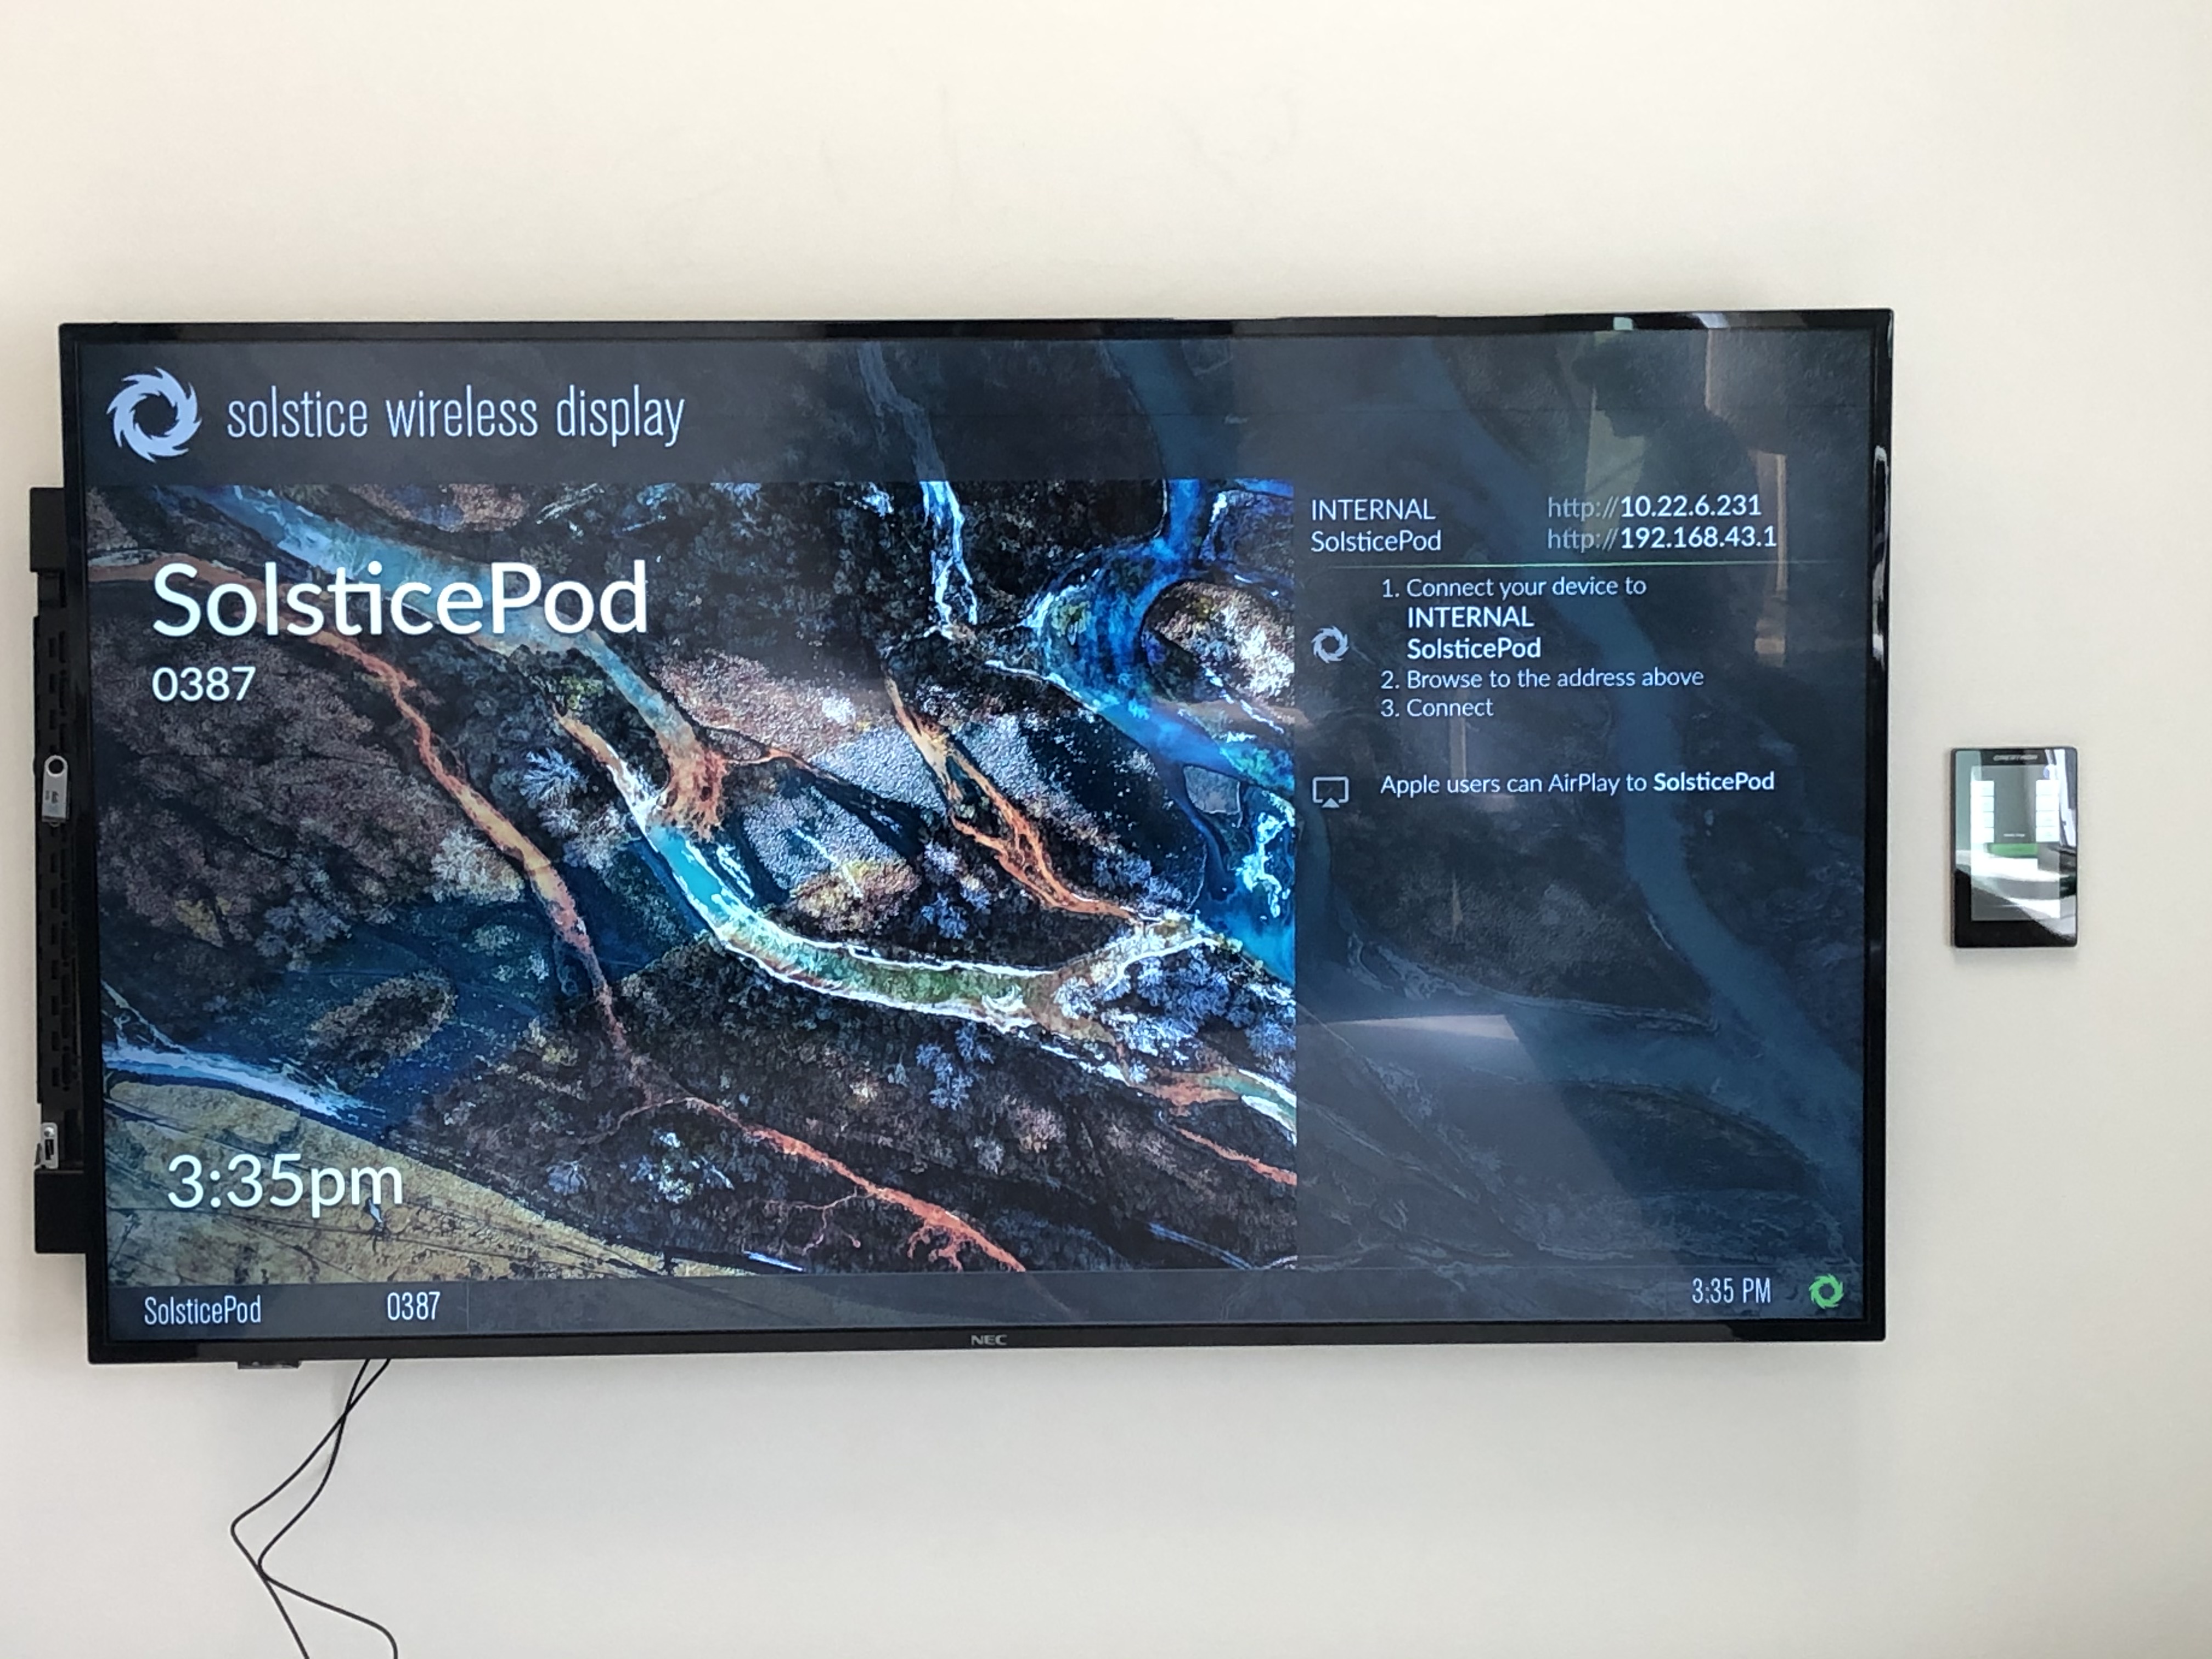 solstice wireless display
SolsticePod
0387
3:35pm
INTERNAL http://10.22.6.231
SolsticePod http://192.168.43.1
1. Connect your device to
INTERNAL
SolsticePod
2. Browse to the address above
3. Connect
Apple users can AirPlay to SolsticePod
SolsticePod 0387
3:35 PM
NEC
CRESTRON